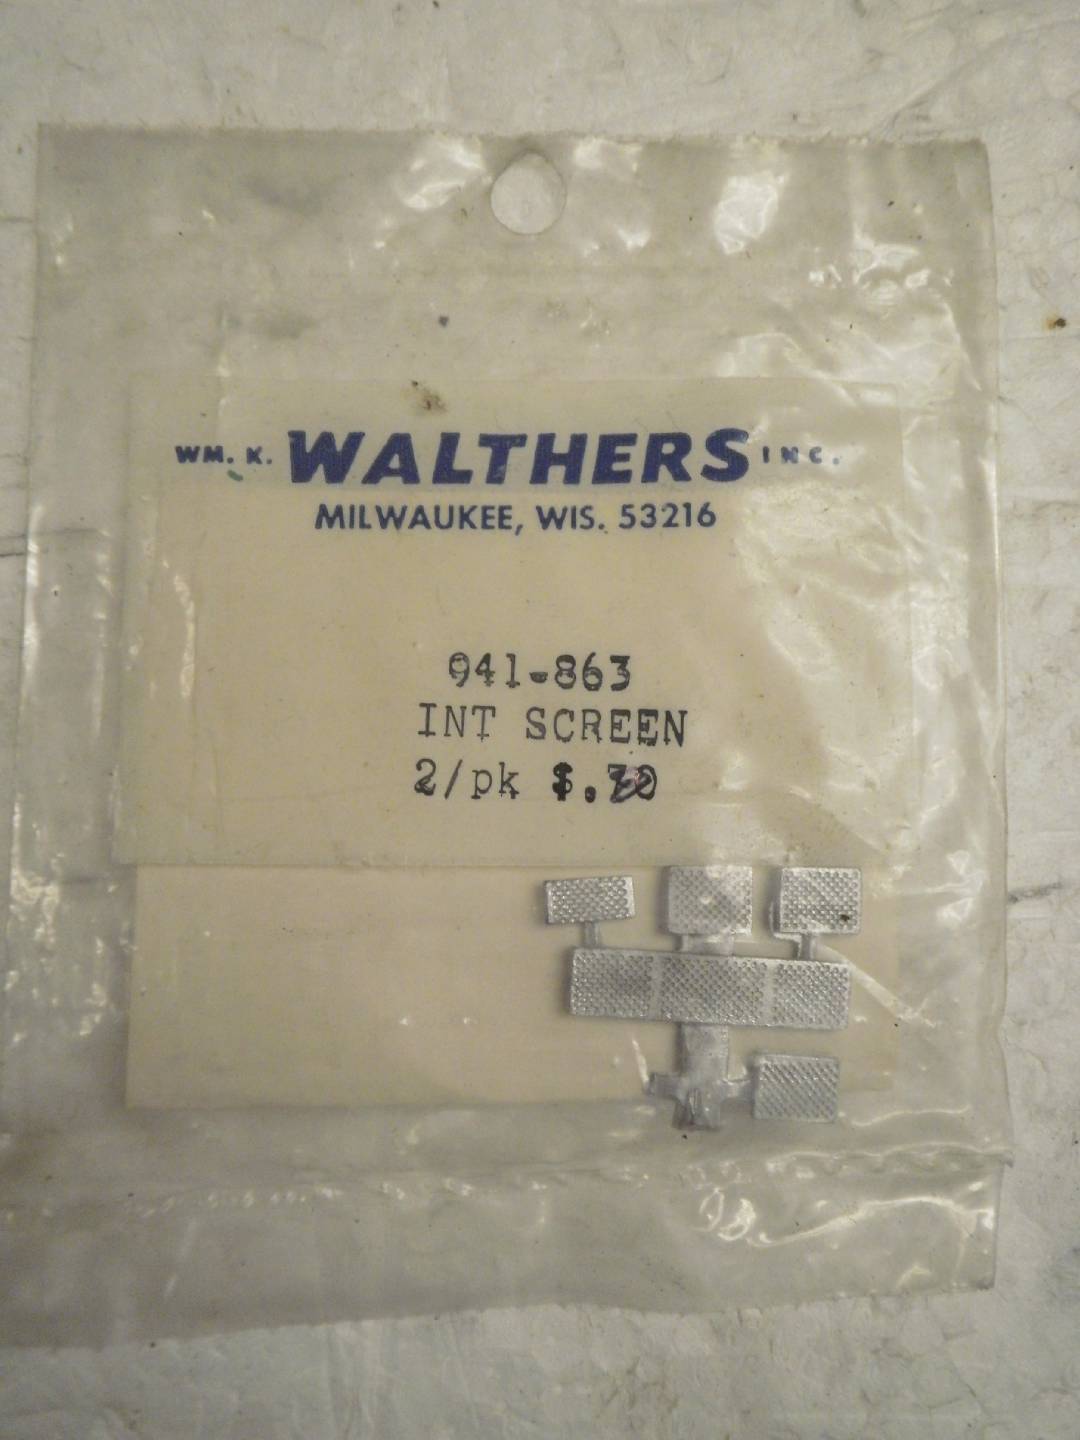 WM. K. WALTHERS INC.
MILWAUKEE, WIS. 53216
941-863
INT SCREEN
2/pk